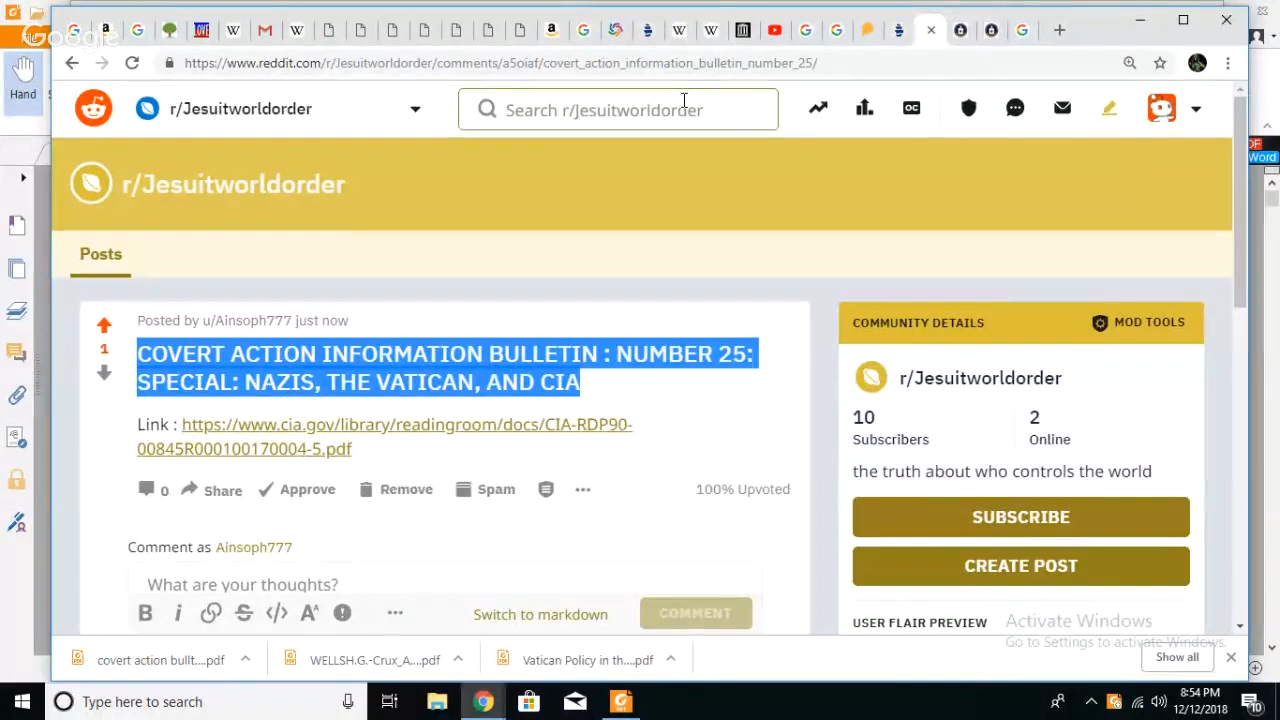 Google
File
https://www.reddit.com/r/Jesuitworldorder/comments/a5oiaf/covert_action_information_bulletin_number_25/
Hand
r/Jesuitworldorder
Search r/Jesuitworldorder
CC
DF
Word
r/Jesuitworldorder
Posts
Posted by u/Ainsoph777 just now
1
COVERT ACTION INFORMATION BULLETIN : NUMBER 25:
SPECIAL: NAZIS, THE VATICAN, AND CIA
Link : https://www.cia.gov/library/readingroom/docs/CIA-RDP90-
00845R000100170004-5.pdf
0 Share Approve Remove Spam 100% Upvoted
Comment as Ainsoph777
What are your thoughts?
B i S </> A
Switch to markdown COMMENT
COMMUNITY DETAILS MOD TOOLS
r/Jesuitworldorder
10 2
Subscribers Online
the truth about who controls the world
SUBSCRIBE
CREATE POST
USER FLAIR PREVIEW
Activate Windows
Go to Settings to activate Windows.
covert action bullt....pdf WELLSH.G.-Crux_A....pdf Vatican Policy in th....pdf Show all
Type here to search
8:54 PM
12/12/2018
10